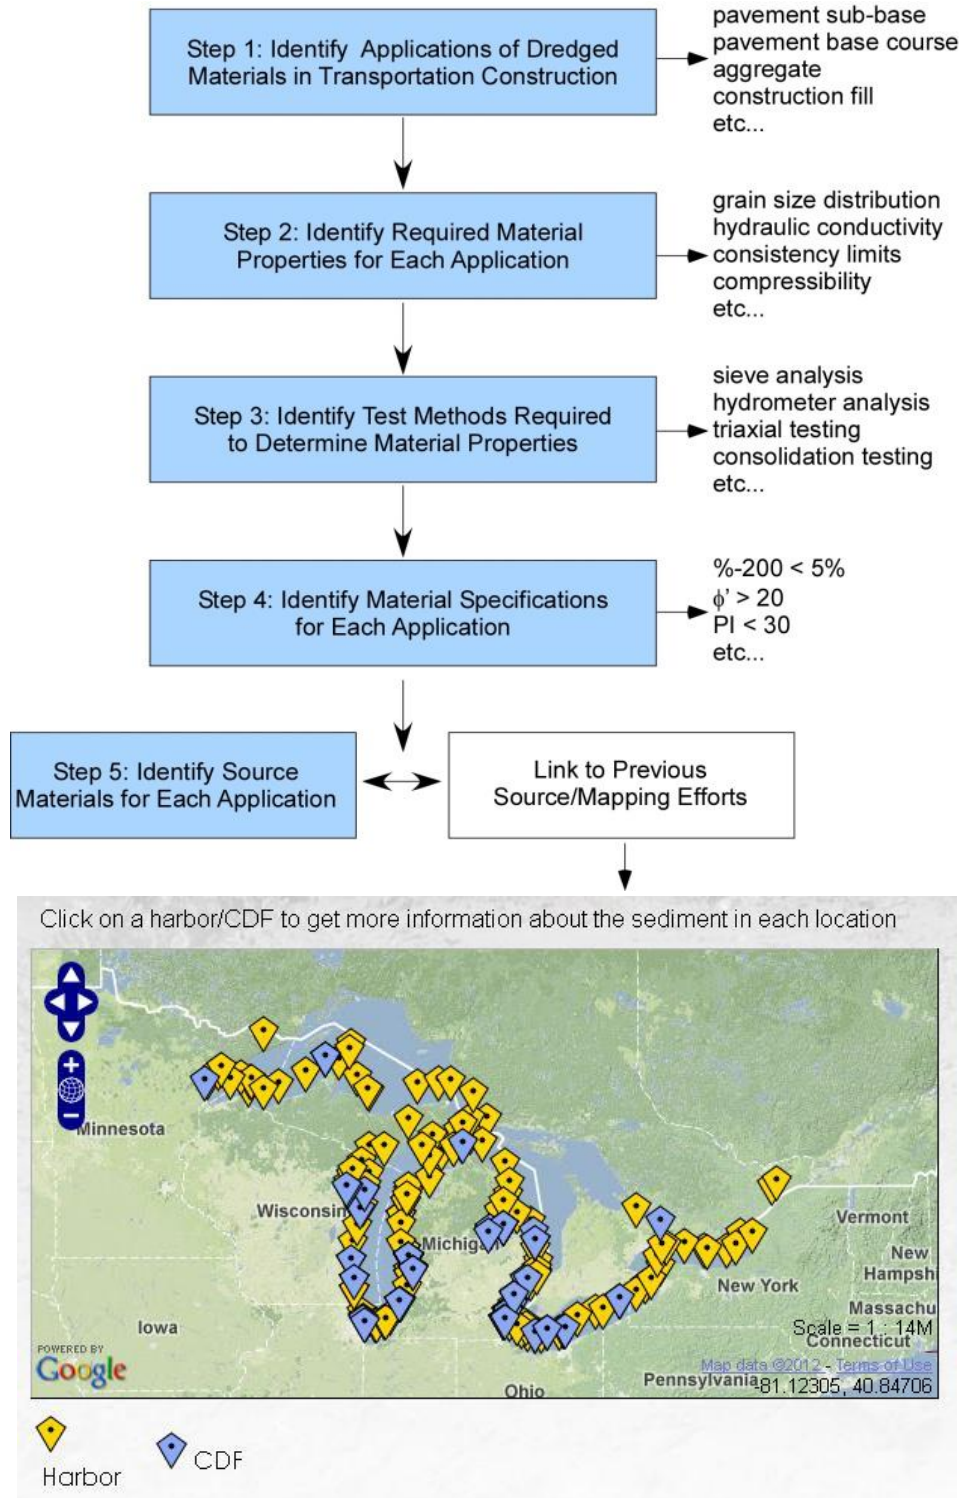 Step 1: Identify Applications of Dredged
Materials in Transportation Construction
pavement sub-base
pavement base course
aggregate
construction fill
etc...
Step 2: Identify Required Material
Properties for Each Application
grain size distribution
hydraulic conductivity
consistency limits
compressibility
etc...
Step 3: Identify Test Methods Required
to Determine Material Properties
sieve analysis
hydrometer analysis
triaxial testing
consolidation testing
etc...
Step 4: Identify Material Specifications
for Each Application
%-200 < 5%
ϕ' > 20
PI < 30
etc...
Step 5: Identify Source
Materials for Each Application
Link to Previous
Source/Mapping Efforts
Click on a harbor/CDF to get more information about the sediment in each location
+
−
Minnesota
Wisconsin
Michigan
Vermont
New
Hampshi
New York
Massachu
Iowa
Scale = 1 : 14M
Connecticut
POWERED BY
Google
Map data ©2012 - Terms of Use
Pennsylvania
-81.12305, 40.84706
Ohio
Harbor
CDF